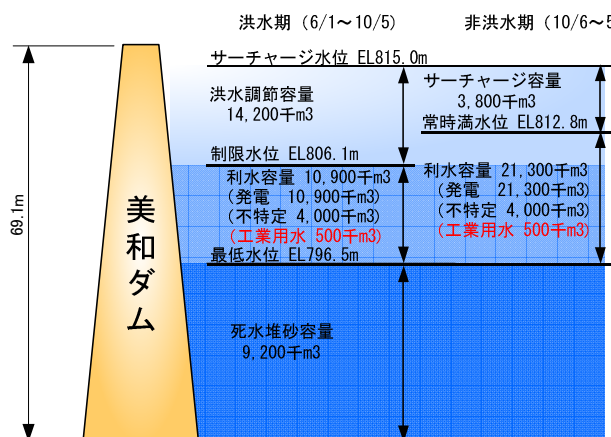 洪水期 (6/1～10/5)
非洪水期 (10/6～5
サーチャージ水位 EL815.0m
サーチャージ容量
3,800千m3
洪水調節容量
14,200千m3
常時満水位 EL812.8m
制限水位 EL806.1m
利水容量 10,900千m3
(発電 10,900千m3)
(不特定 4,000千m3)
(工業用水 500千m3)
利水容量 21,300千m3
(発電 21,300千m3)
(不特定 4,000千m3)
(工業用水 500千m3)
最低水位 EL796.5m
69.1m
美和ダム
死水堆砂容量
9,200千m3